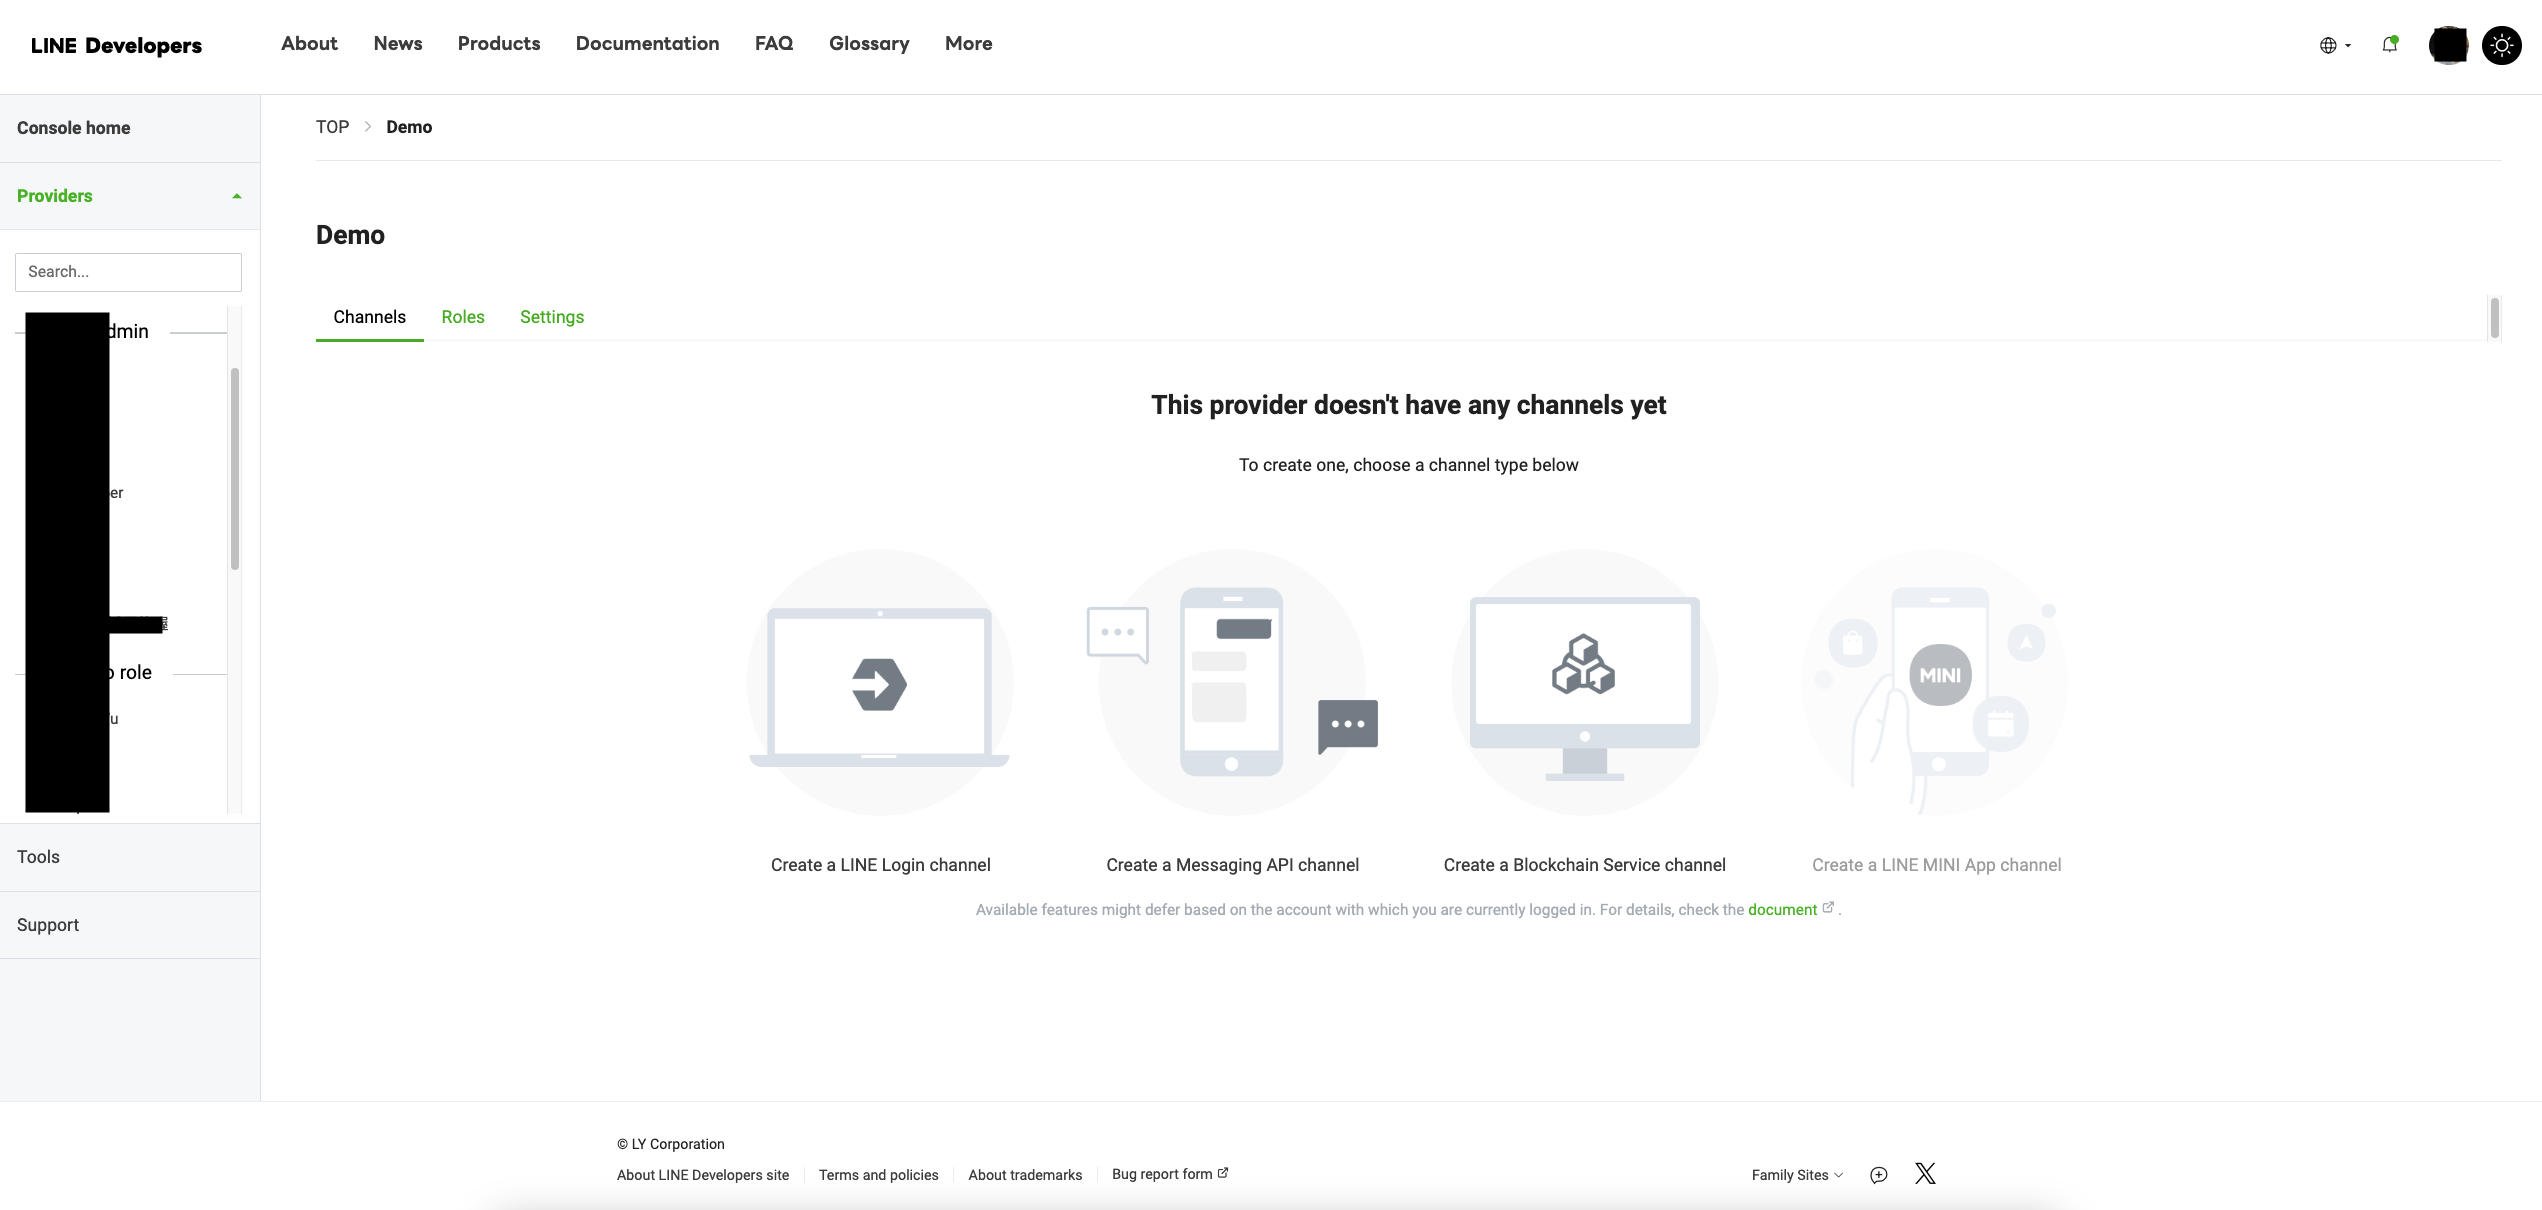 LINE Developers
About News Products Documentation FAQ Glossary More
Console home
Providers
Search...
TOP > Demo
Demo
Channels Roles Settings
This provider doesn't have any channels yet
To create one, choose a channel type below
MINI
Create a LINE Login channel
Create a Messaging API channel
Create a Blockchain Service channel
Create a LINE MINI App channel
Available features might defer based on the account with which you are currently logged in. For details, check the document .
dmin
er
o role
Tools
Support
© LY Corporation
About LINE Developers site
Terms and policies
About trademarks
Bug report form
Family Sites